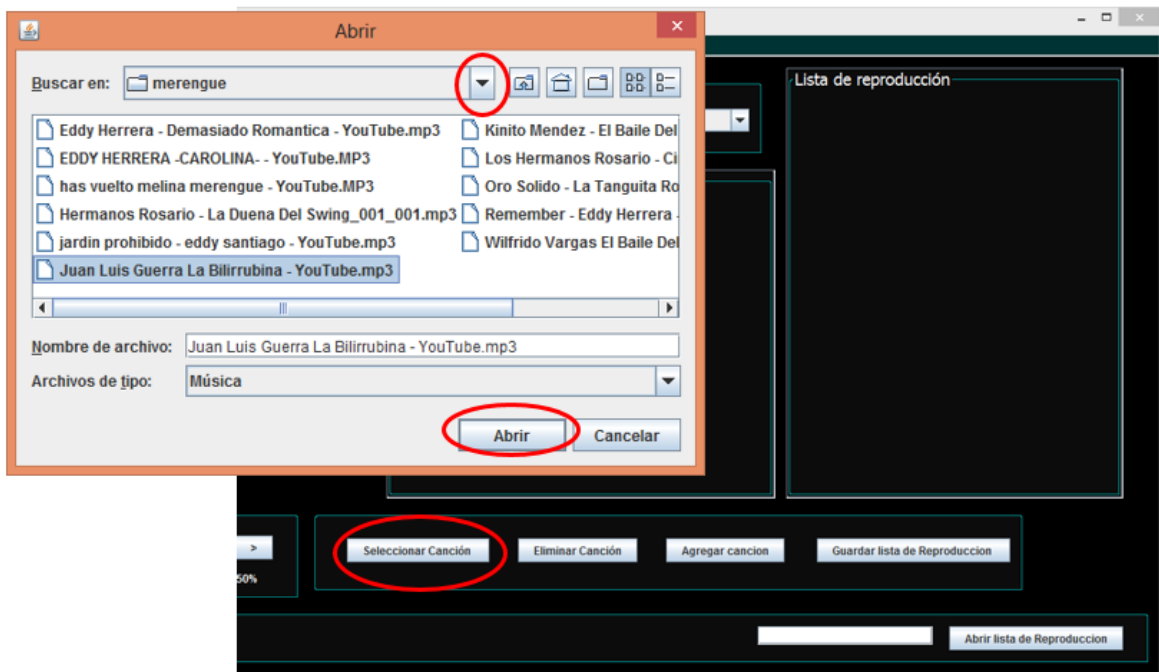 Abrir
Buscar en: merengue
Eddy Herrera - Demasiado Romantica - YouTube.mp3
EDDY HERRERA -CAROLINA- - YouTube.MP3
has vuelto melina merengue - YouTube.MP3
Hermanos Rosario - La Duena Del Swing_001_001.mp3
jardin prohibido - eddy santiago - YouTube.mp3
Juan Luis Guerra La Bilirrubina - YouTube.mp3
Kinito Mendez - El Baile Del
Los Hermanos Rosario - Ci
Oro Solido - La Tanguita Ro
Remember - Eddy Herrera -
Wilfrido Vargas El Baile Del
Nombre de archivo: Juan Luis Guerra La Bilirrubina - YouTube.mp3
Archivos de tipo: Música
Abrir Cancelar
Lista de reproducción
> Seleccionar Canción Eliminar Canción Agregar cancion Guardar lista de Reproduccion
50%
Abrir lista de Reproduccion